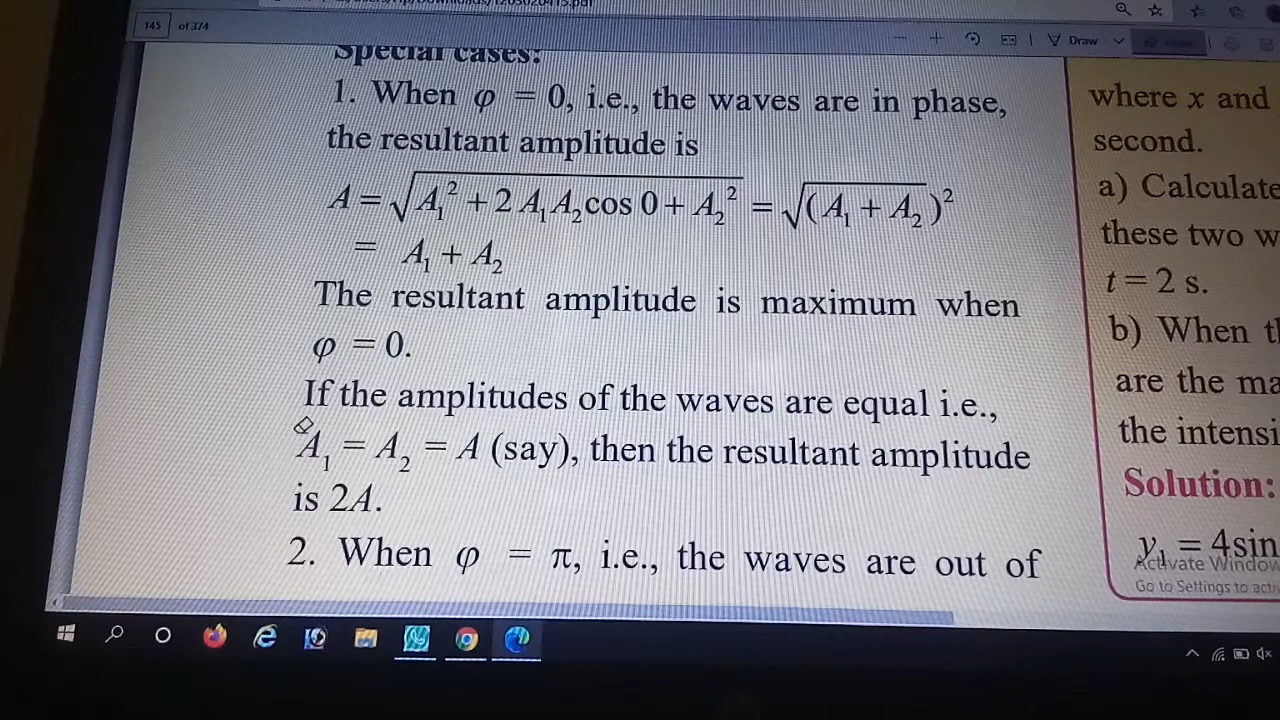 145 of 374
Draw
Special cases:
1. When φ = 0, i.e., the waves are in phase,
the resultant amplitude is
A = √A₁² + 2 A₁A₂cos 0 + A₂² = √(A₁ + A₂)²
= A₁ + A₂
The resultant amplitude is maximum when
φ = 0.
If the amplitudes of the waves are equal i.e.,
A₁ = A₂ = A (say), then the resultant amplitude
is 2A.
2. When φ = π, i.e., the waves are out of
where x and
second.
a) Calculate
these two w
t = 2 s.
b) When t
are the ma
the intensi
Solution:
y₁ = 4sin
Activate Window
Go to Settings to acti